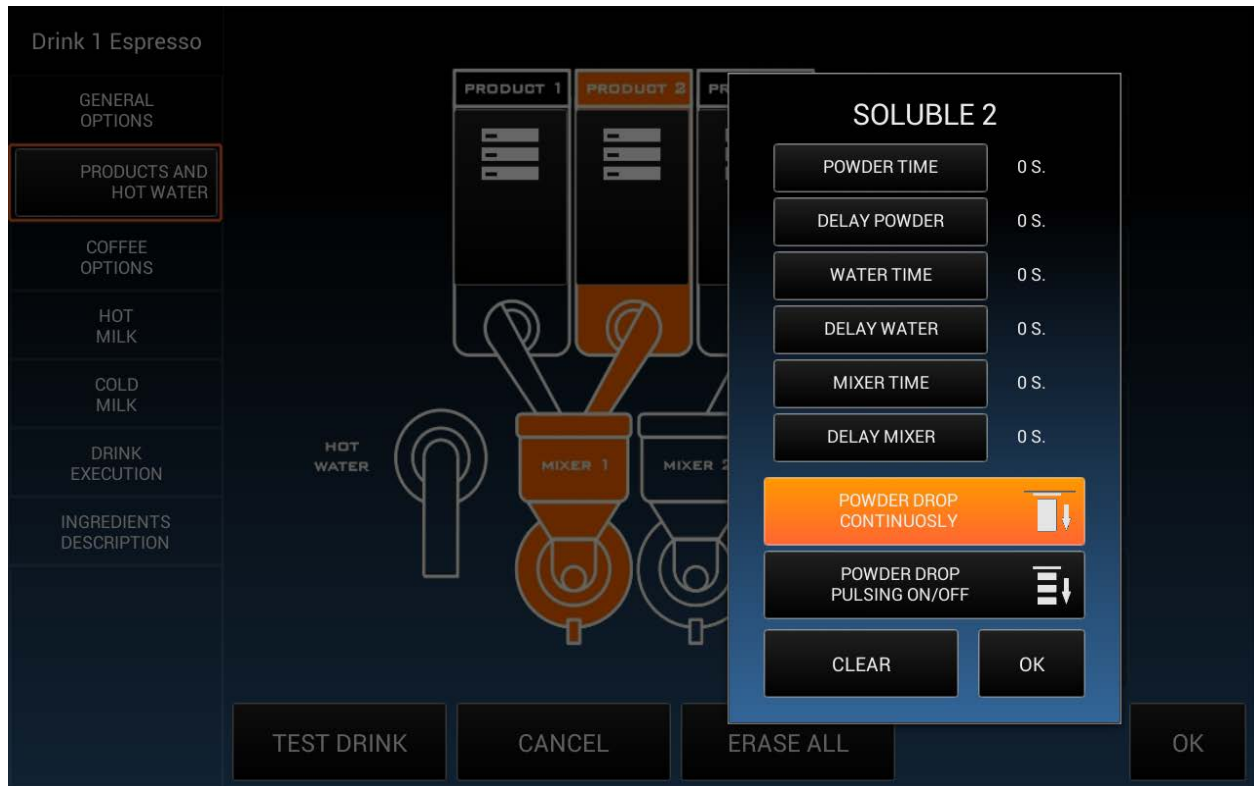 Drink 1 Espresso
GENERAL
OPTIONS
PRODUCTS AND
HOT WATER
COFFEE
OPTIONS
HOT
MILK
COLD
MILK
DRINK
EXECUTION
INGREDIENTS
DESCRIPTION
PRODUCT 1
PRODUCT 2
HOT
WATER
MIXER 1
MIXER 2
SOLUBLE 2
POWDER TIME 0 S.
DELAY POWDER 0 S.
WATER TIME 0 S.
DELAY WATER 0 S.
MIXER TIME 0 S.
DELAY MIXER 0 S.
POWDER DROP
CONTINUOSLY
POWDER DROP
PULSING ON/OFF
CLEAR OK
TEST DRINK CANCEL ERASE ALL OK